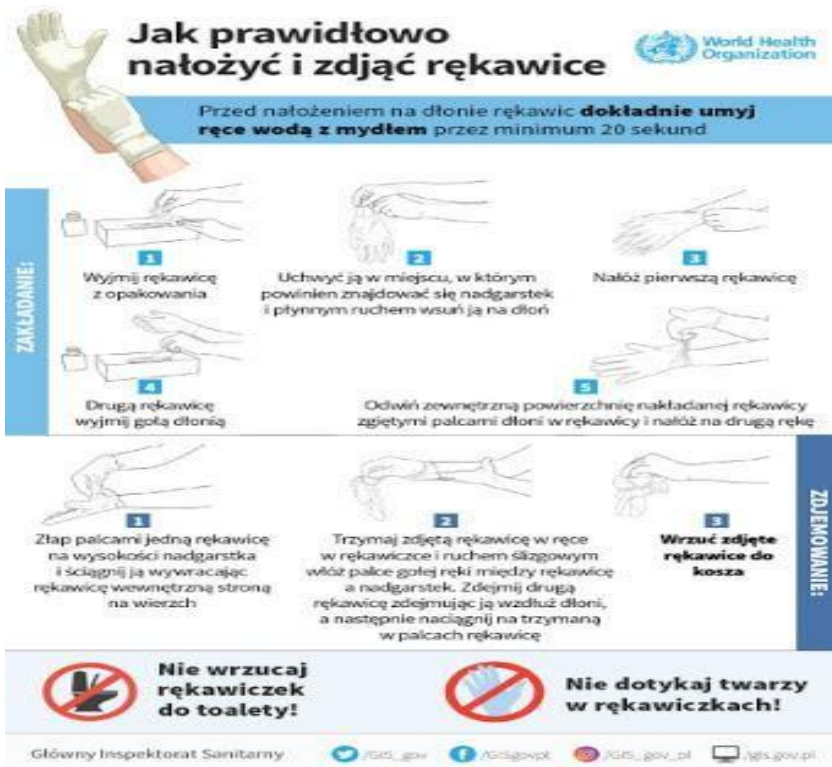 Jak prawidłowo
nałożyć i zdjąć rękawice
World Health
Organization
Przed nałożeniem na dłonie rękawic dokładnie umyj
ręce wodą z mydłem przez minimum 20 sekund
ZAKŁADANIE:
1
Wyjmij rękawicę
z opakowania
2
Uchwyć ją w miejscu, w którym
powinien znajdować się nadgarstek
i płynnym ruchem wsuń ją na dłoń
3
Nałóż pierwszą rękawicę
4
Drugą rękawicę
wyjmij gołą dłonią
5
Odwiń zewnętrzną powierzchnię nakładanej rękawicy
zgiętymi palcami dłoni w rękawicy i nałóż na drugą rękę
ZDJEMOWANIE:
1
Złap palcami jedną rękawicę
na wysokości nadgarstka
i ściągnij ją wywracając
rękawicę wewnętrzną stroną
na wierzch
2
Trzymaj zdjętą rękawicę w ręce
w rękawiczce i ruchem ślizgowym
włóż palce gołej ręki między rękawicę
a nadgarstek. Zdejmij drugą
rękawicę zdejmując ją wzdłuż dłoni,
a następnie naciągnij na trzymaną
w palcach rękawicę
3
Wrzuć zdjęte
rękawice do
kosza
Nie wrzucaj
rękawiczek
do toalety!
Nie dotykaj twarzy
w rękawiczkach!
Główny Inspektorat Sanitarny
/GIS_gov
/GISgovpl
/GIS_gov_pl
/gis.gov.pl